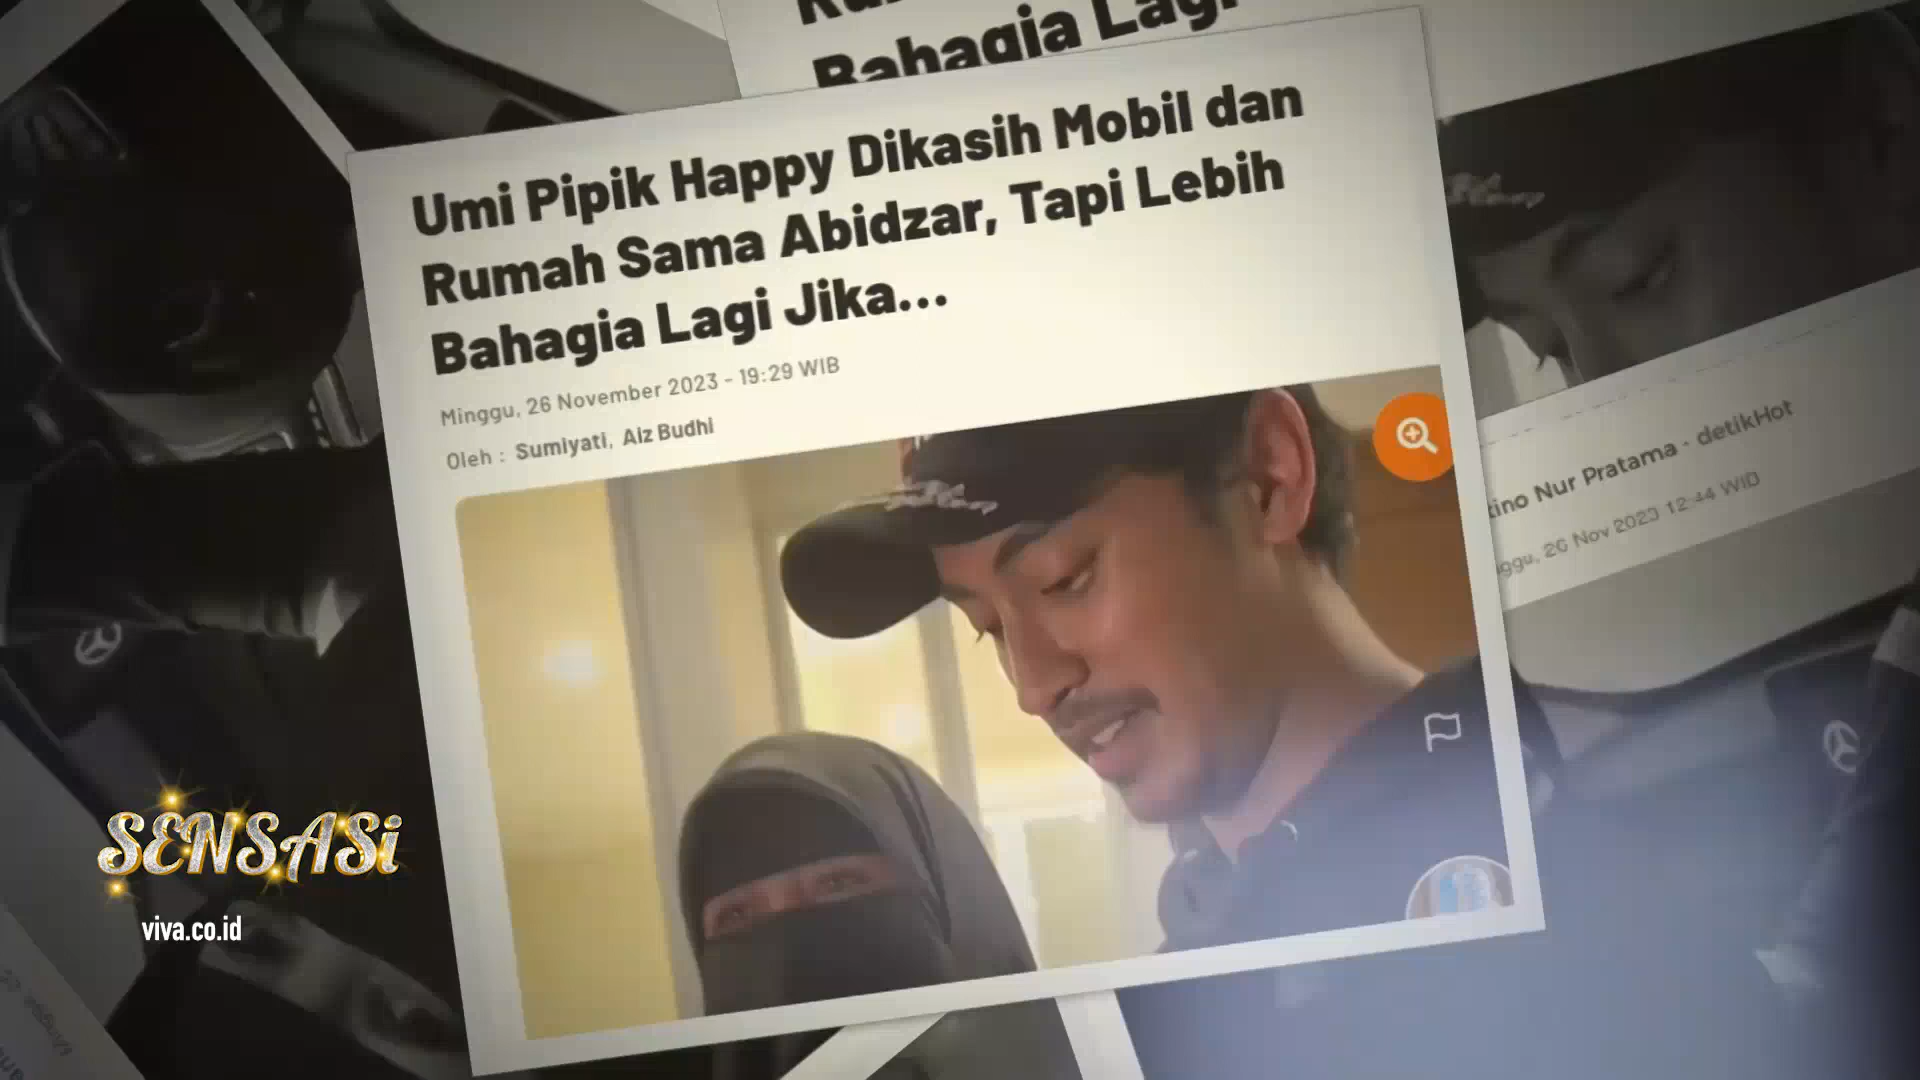 Bahagia Lagi
Umi Pipik Happy Dikasih Mobil dan
Rumah Sama Abidzar, Tapi Lebih
Bahagia Lagi Jika...
Minggu, 26 November 2023 - 19:29 WIB
Oleh : Sumiyati, Aiz Budhi
tino Nur Pratama - detikHot
ggu, 26 Nov 2023 12:44 WIB
SENSASi
viva.co.id